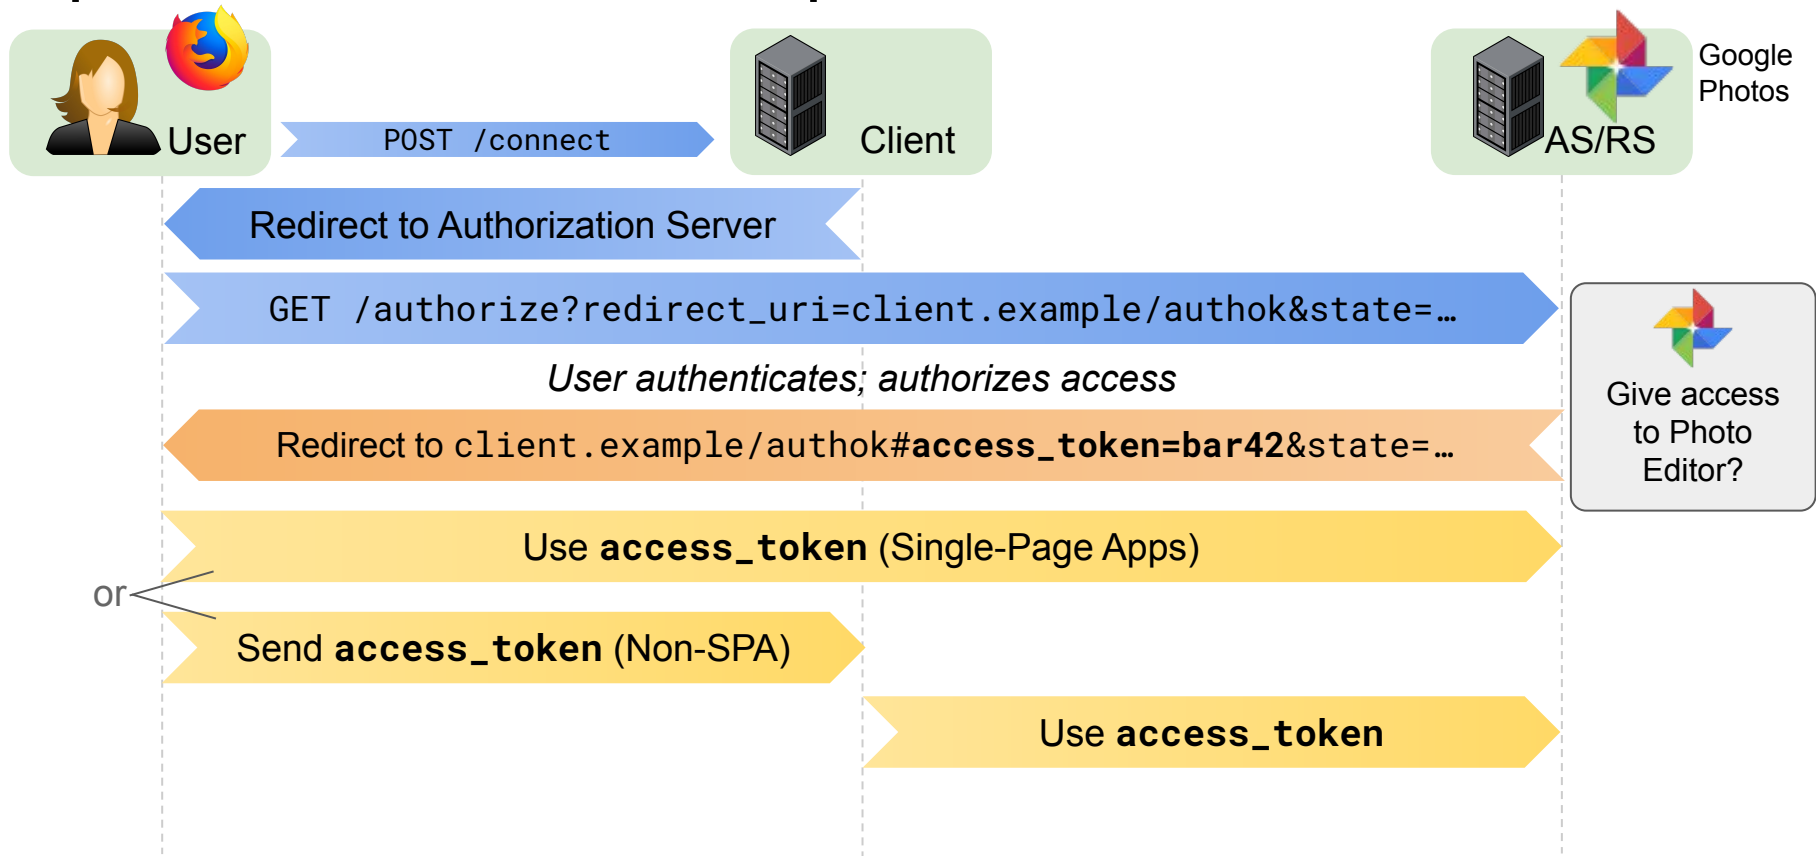 User
POST /connect
Client
AS/RS
Google
Photos
Redirect to Authorization Server
GET /authorize?redirect_uri=client.example/authok&state=…
User authenticates; authorizes access
Give access
to Photo
Editor?
Redirect to client.example/authok#access_token=bar42&state=…
Use access_token (Single-Page Apps)
or
Send access_token (Non-SPA)
Use access_token